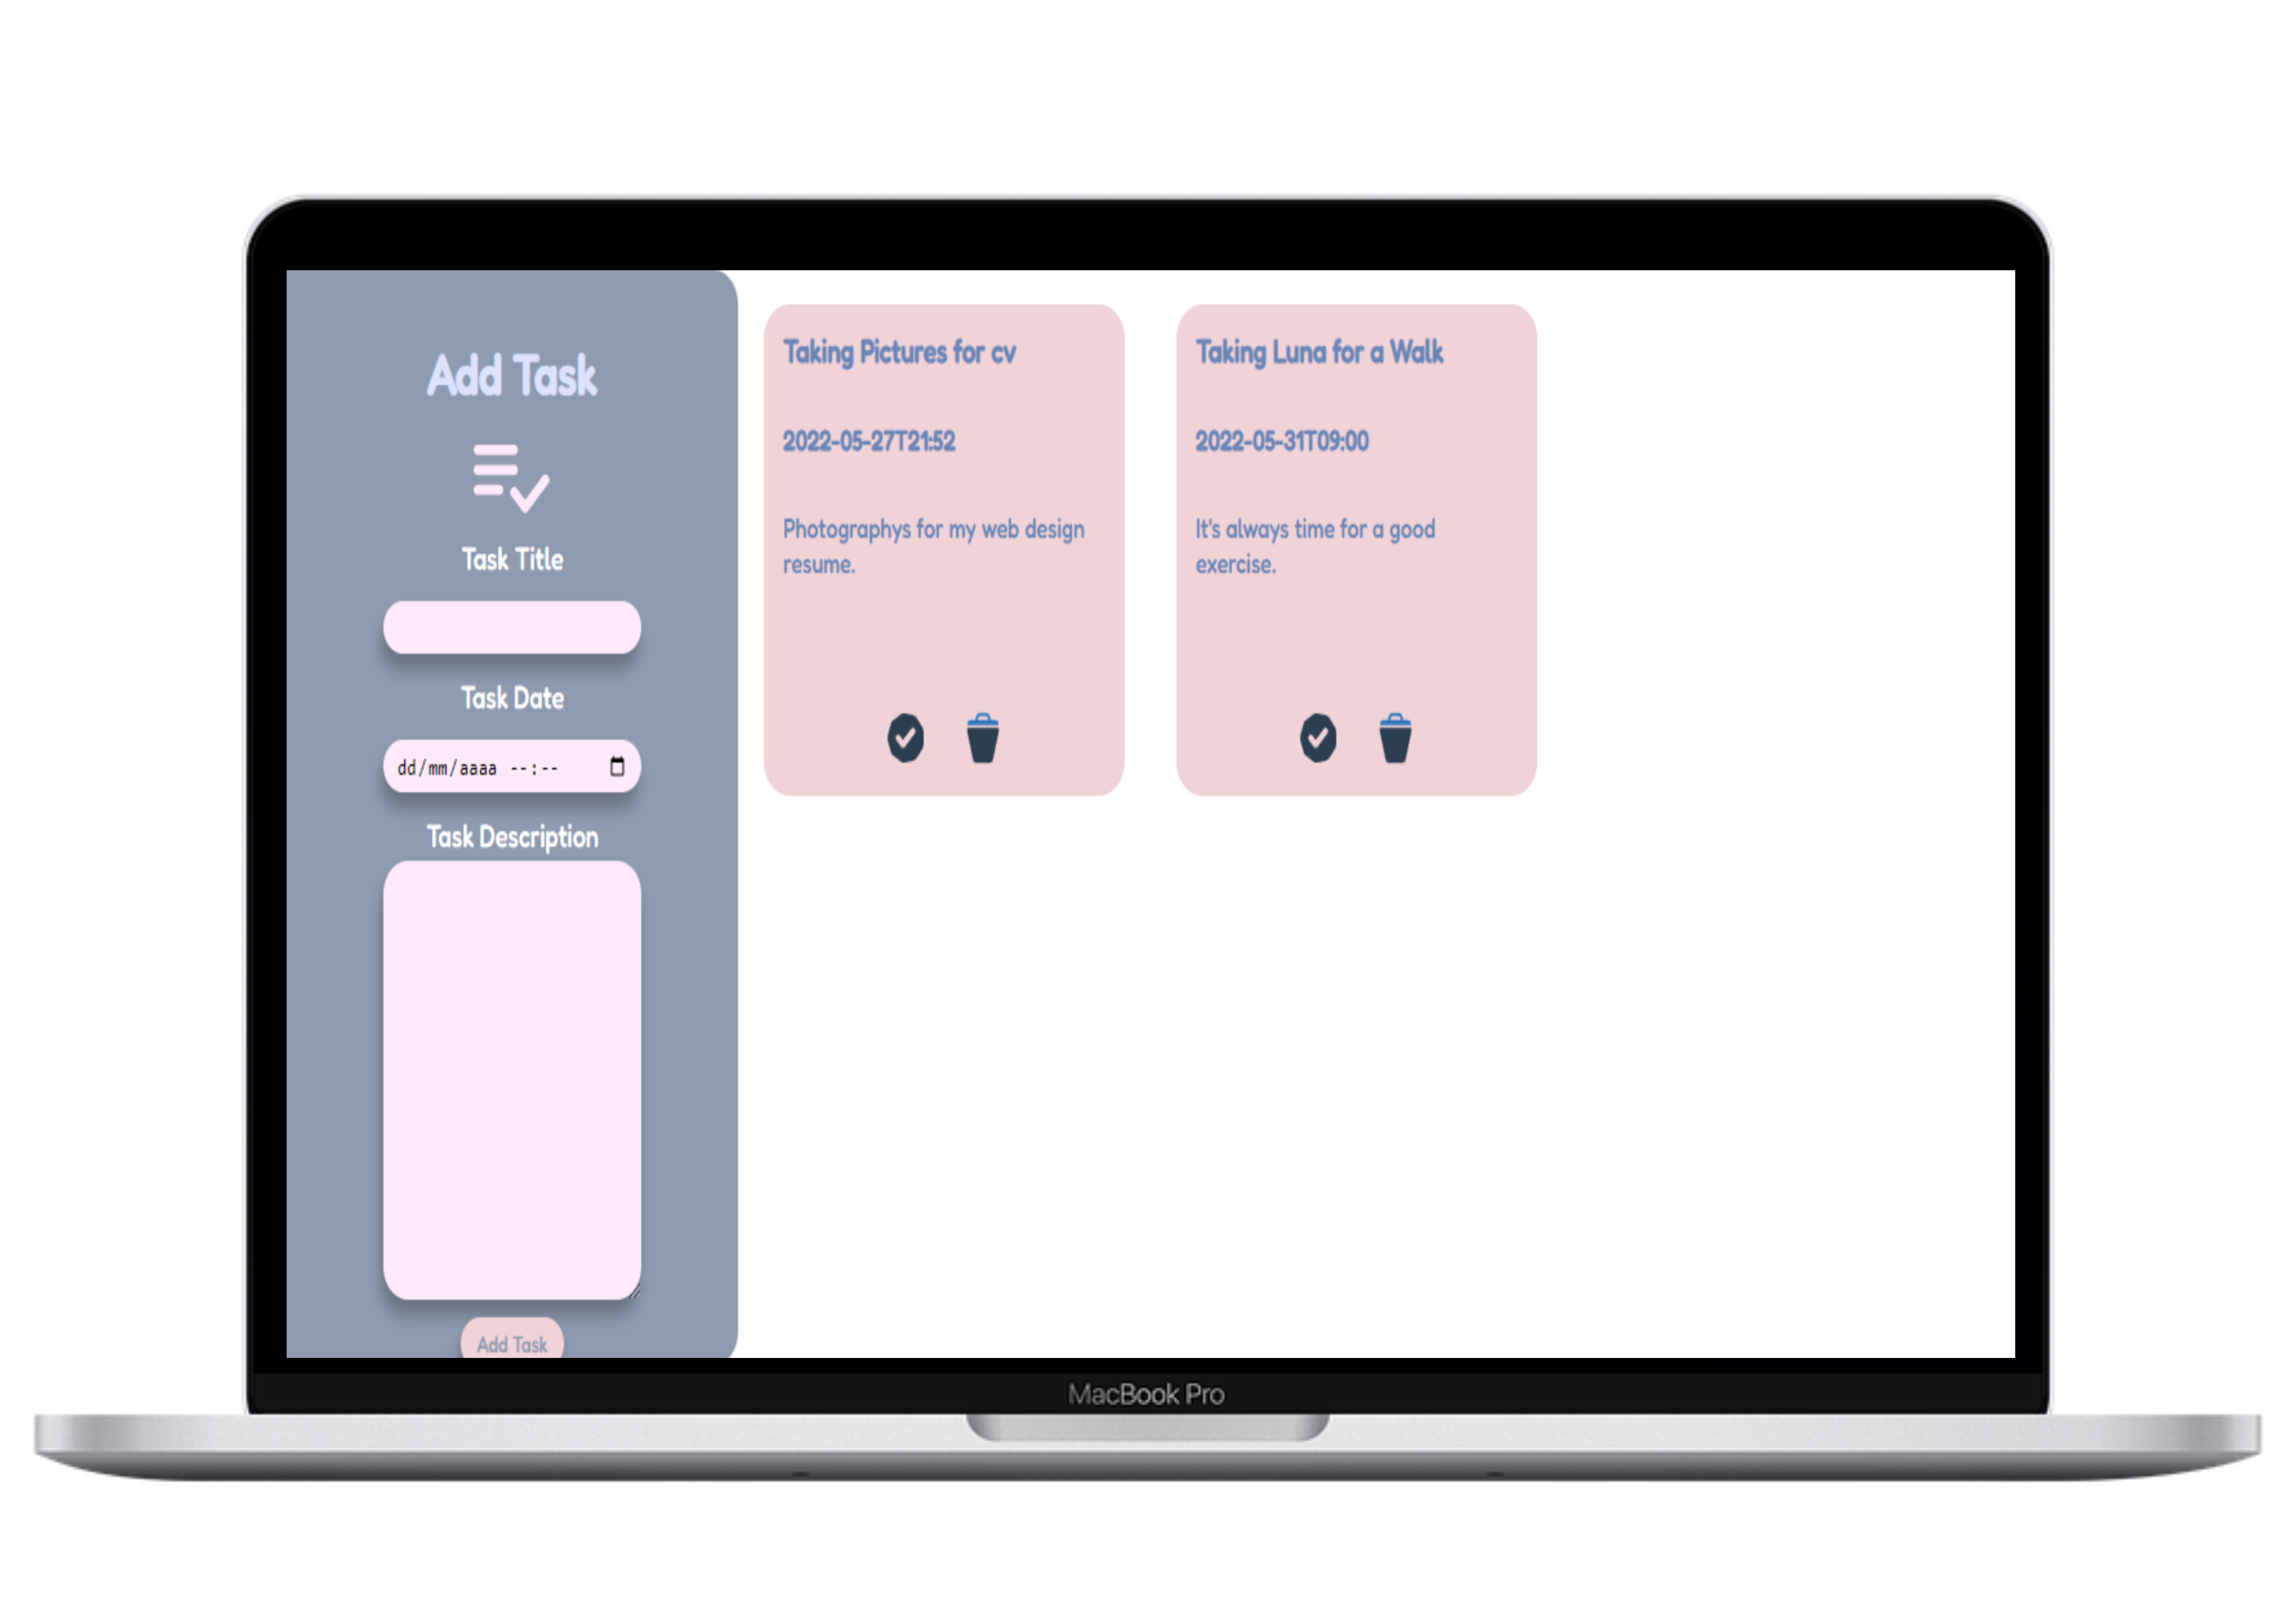 Add Task
Task Title
Task Date
dd/mm/aaaa --:--
Task Description
Add Task
Taking Pictures for cv
2022-05-27T21:52
Photographys for my web design
resume.
Taking Luna for a Walk
2022-05-31T09:00
It's always time for a good
exercise.
MacBook Pro